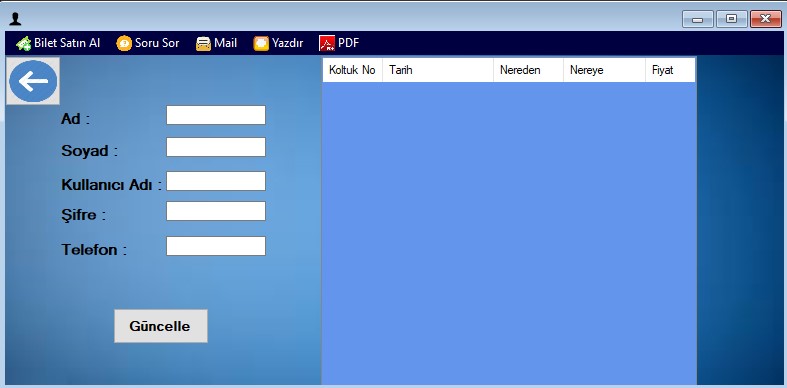 Bilet Satın Al Soru Sor Mail Yazdır PDF
Koltuk No Tarih Nereden Nereye Fiyat
Ad :
Soyad :
Kullanıcı Adı :
Şifre :
Telefon :
Güncelle